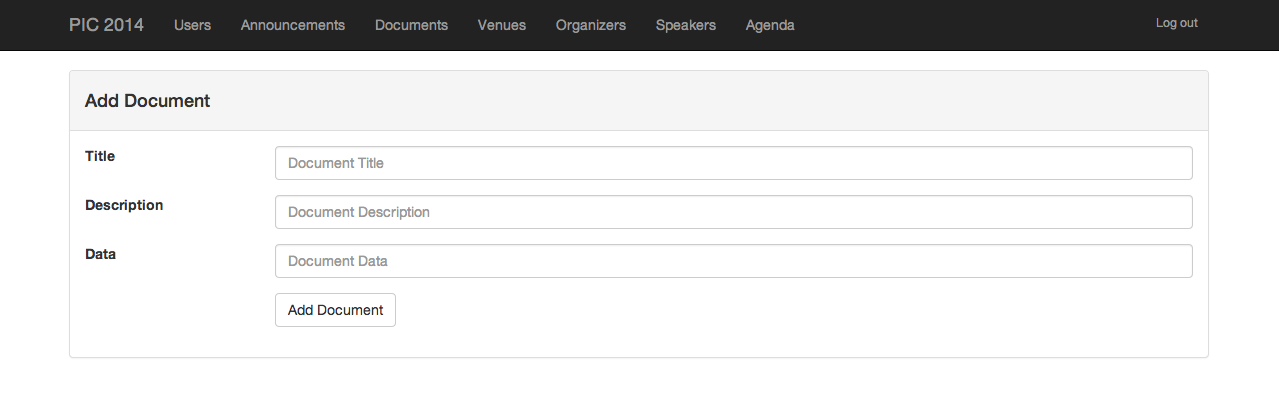 PIC 2014 Users Announcements Documents Venues Organizers Speakers Agenda Log out
Add Document
Title Document Title
Description Document Description
Data Document Data
Add Document